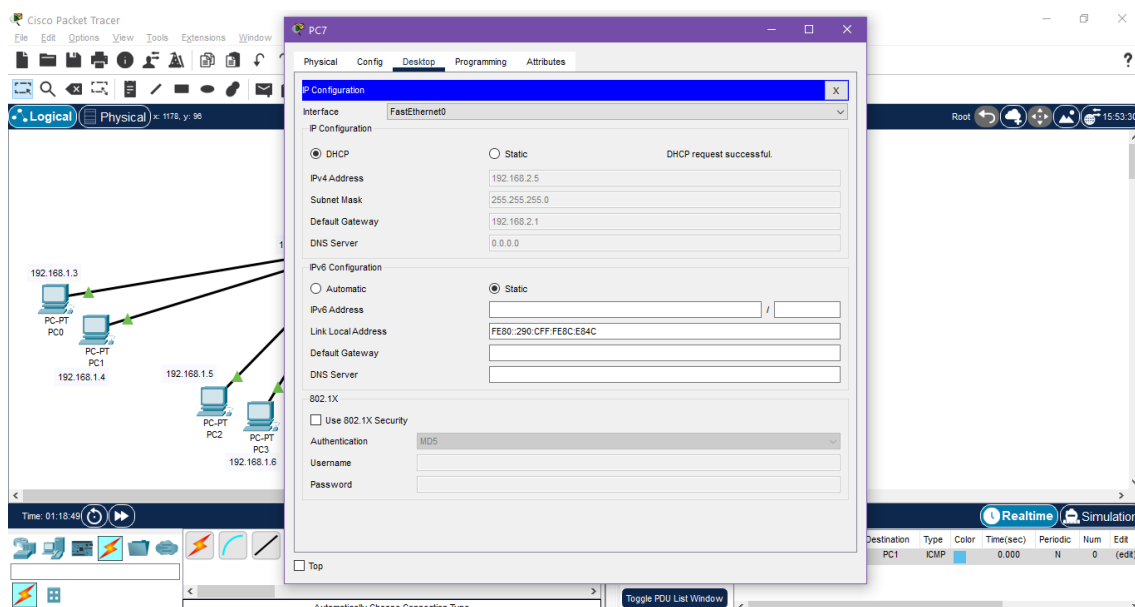 Cisco Packet Tracer
File Edit Options View Tools Extensions Window
Logical Physical x: 1178, y: 96
Root 15:53:30
192.168.1.3
PC-PT
PC0
PC-PT
PC1
192.168.1.4
192.168.1.5
PC-PT
PC2
PC-PT
PC3
192.168.1.6
PC7
Physical Config Desktop Programming Attributes
IP Configuration X
Interface FastEthernet0
IP Configuration
DHCP Static DHCP request successful.
IPv4 Address 192.168.2.5
Subnet Mask 255.255.255.0
Default Gateway 192.168.2.1
DNS Server 0.0.0.0
IPv6 Configuration
Automatic Static
IPv6 Address /
Link Local Address FE80::290:CFF:FE8C:E84C
Default Gateway
DNS Server
802.1X
Use 802.1X Security
Authentication MD5
Username
Password
Top
Time: 01:18:49
Realtime Simulation
Destination Type Color Time(sec) Periodic Num Edit
PC1 ICMP 0.000 N 0 (edit)
Toggle PDU List Window
Automatically Choose Connection Type